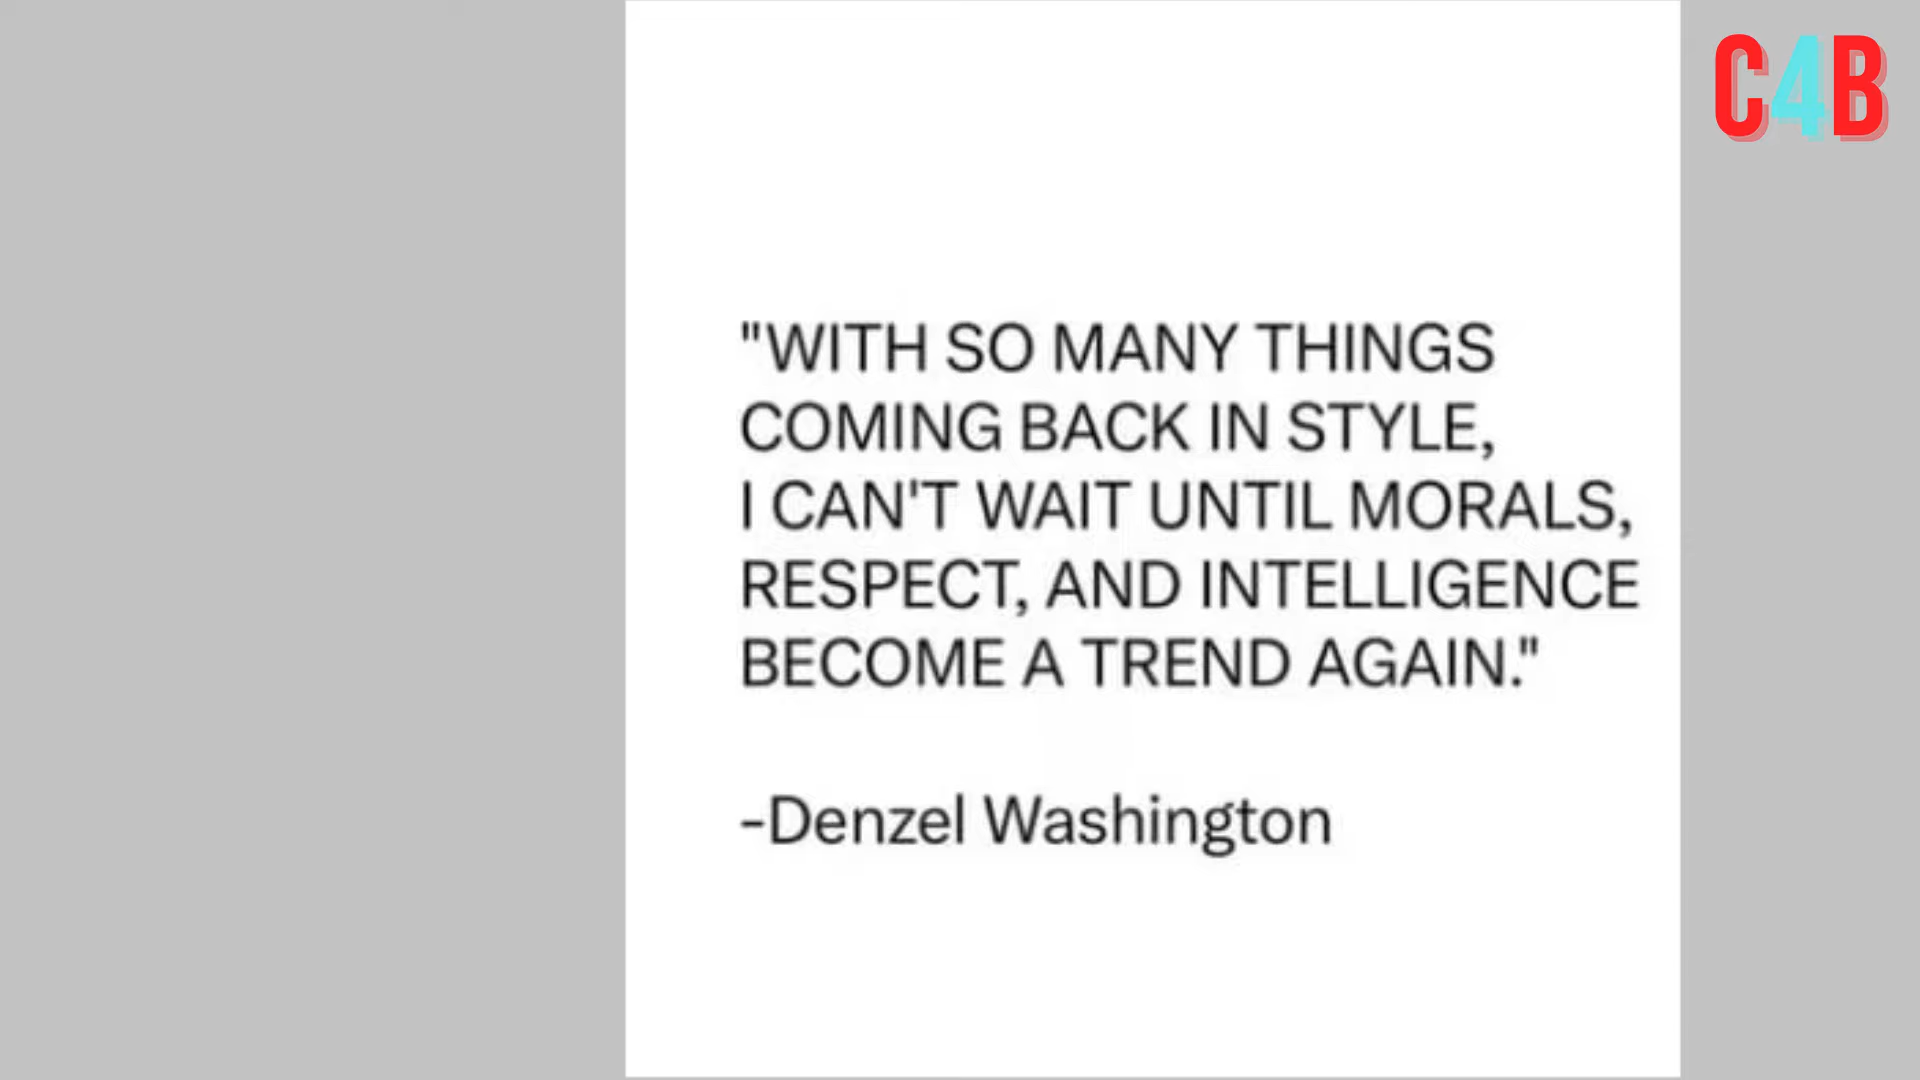 C4B
"WITH SO MANY THINGS
COMING BACK IN STYLE,
I CAN'T WAIT UNTIL MORALS,
RESPECT, AND INTELLIGENCE
BECOME A TREND AGAIN."
-Denzel Washington